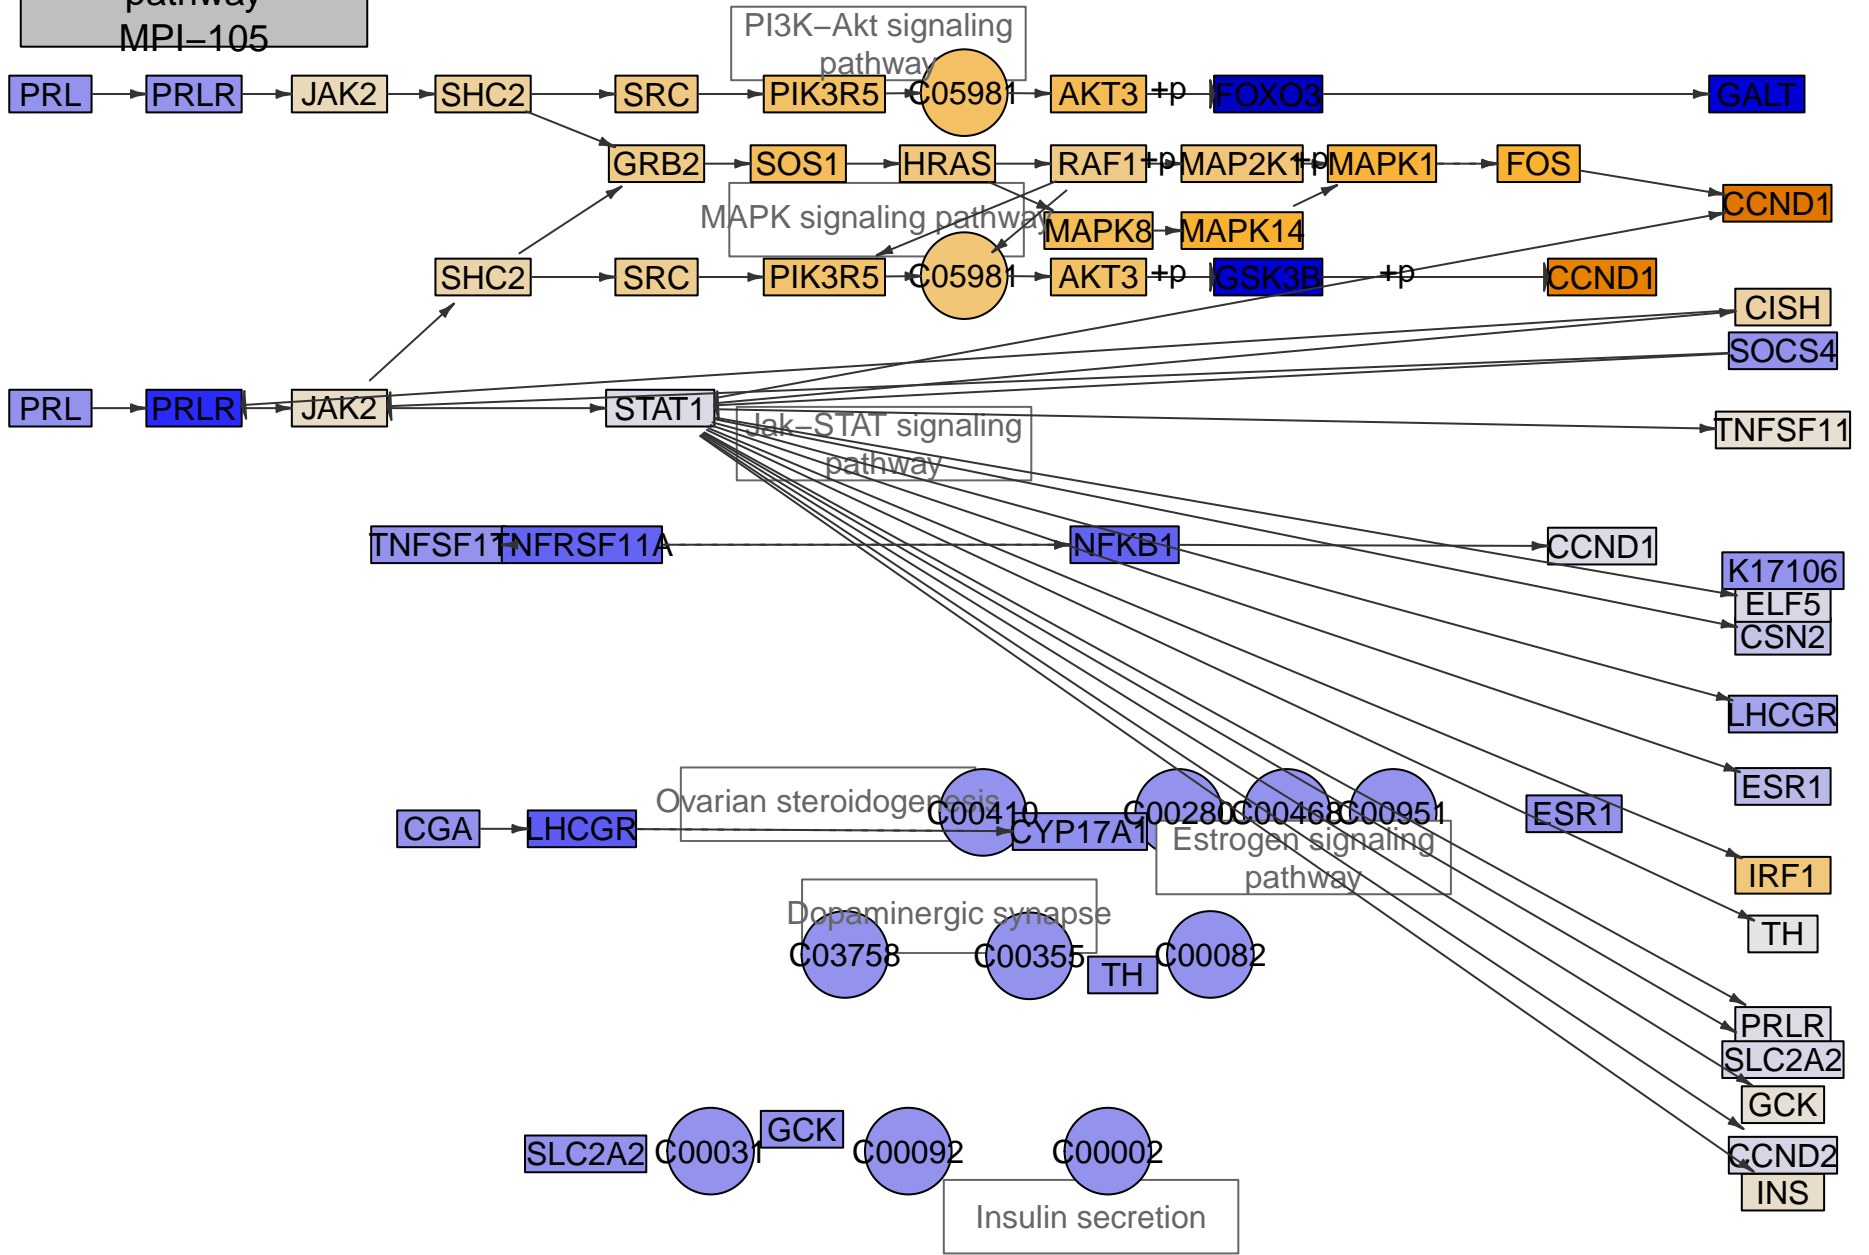 pathway
MPI–105
PI3K–Akt signaling
pathway
PRL
PRLR
JAK2
SHC2
SRC
PIK3R5
C05981
AKT3
+p
FOXO3
GALT
GRB2
SOS1
HRAS
RAF1
+p
MAP2K1
+p
MAPK1
FOS
CCND1
MAPK signaling pathway
MAPK8
MAPK14
SHC2
SRC
PIK3R5
C05981
AKT3
+p
GSK3B
+p
CCND1
CISH
SOCS4
PRL
PRLR
JAK2
STAT1
Jak–STAT signaling
pathway
TNFSF11
TNFSF11
TNFRSF11A
NFKB1
CCND1
K17106
ELF5
CSN2
LHCGR
ESR1
Ovarian steroidogenesis
C00410
C00280
C00468
C00951
ESR1
CGA
LHCGR
CYP17A1
Estrogen signaling
pathway
IRF1
Dopaminergic synapse
TH
C03758
C00355
TH
C00082
PRLR
SLC2A2
GCK
SLC2A2
C00031
GCK
C00092
C00002
CCND2
INS
Insulin secretion